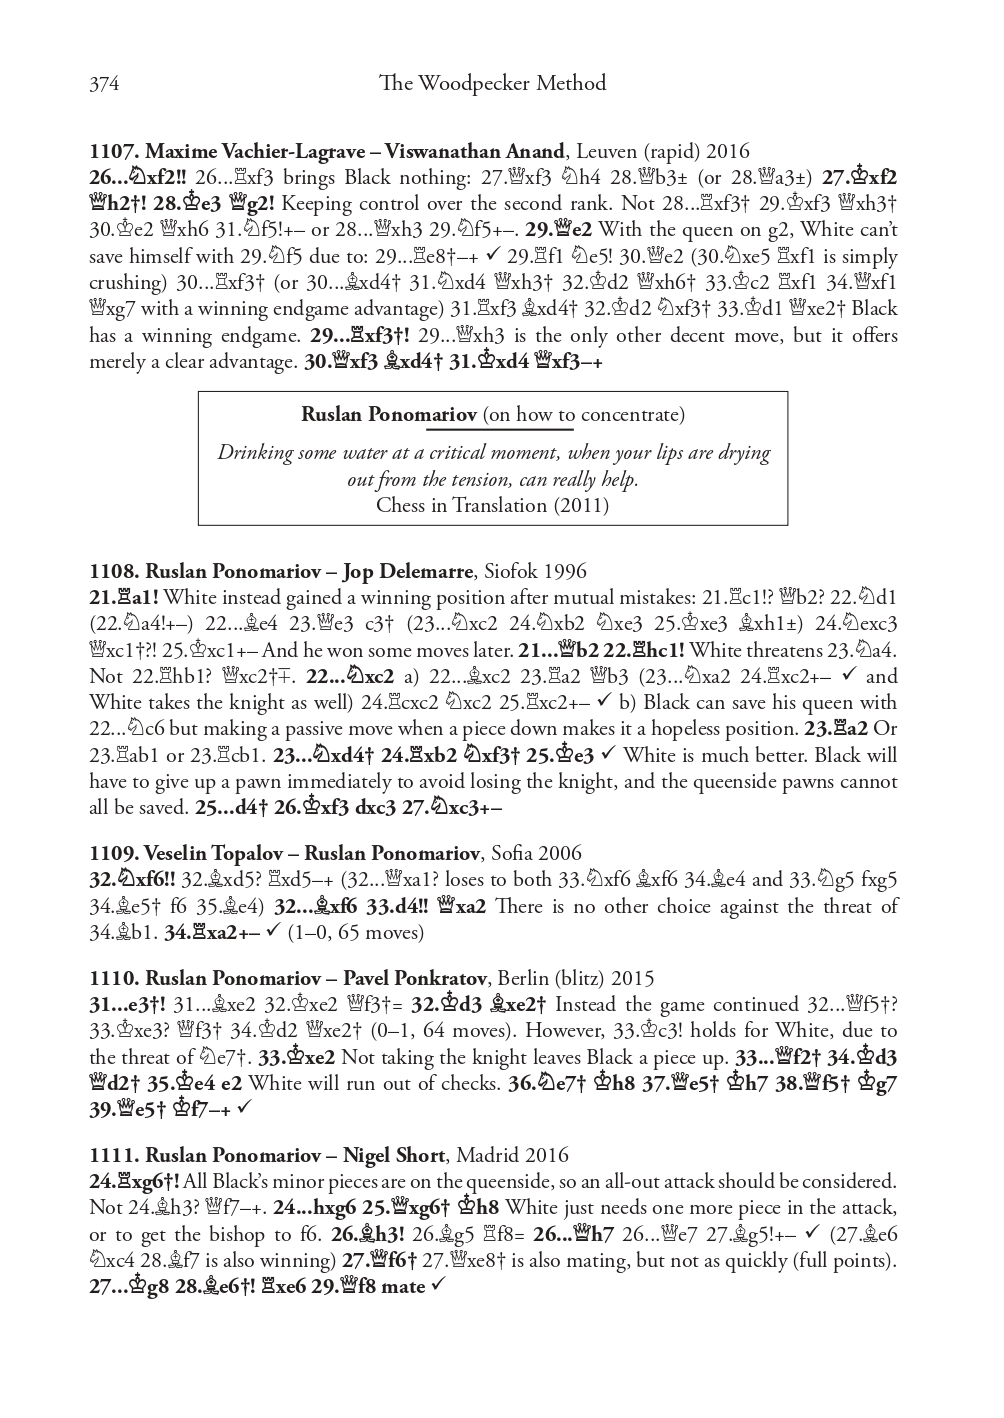 374
The Woodpecker Method
1107. Maxime Vachier-Lagrave – Viswanathan Anand, Leuven (rapid) 2016
26...♘xf2!! 26...♖xf3 brings Black nothing: 27.♕xf3 ♘h4 28.♕b3± (or 28.♕a3±) 27.♔xf2
♕h2†! 28.♔e3 ♕g2! Keeping control over the second rank. Not 28...♖xf3† 29.♔xf3 ♕xh3†
30.♔e2 ♕xh6 31.♘f5!+– or 28...♕xh3 29.♘f5+–. 29.♕e2 With the queen on g2, White can’t
save himself with 29.♘f5 due to: 29...♖e8†–+ ✓ 29.♖f1 ♘e5! 30.♕e2 (30.♘xe5 ♖xf1 is simply
crushing) 30...♖xf3† (or 30...♗xd4† 31.♘xd4 ♕xh3† 32.♔d2 ♕xh6† 33.♔c2 ♖xf1 34.♕xf1
♕xg7 with a winning endgame advantage) 31.♖xf3 ♗xd4† 32.♔d2 ♘xf3† 33.♔d1 ♕xe2† Black
has a winning endgame. 29...♖xf3†! 29...♕xh3 is the only other decent move, but it offers
merely a clear advantage. 30.♕xf3 ♗xd4† 31.♔xd4 ♕xf3–+
Ruslan Ponomariov (on how to concentrate)
Drinking some water at a critical moment, when your lips are drying
out from the tension, can really help.
Chess in Translation (2011)
1108. Ruslan Ponomariov – Jop Delemarre, Siofok 1996
21.♖a1! White instead gained a winning position after mutual mistakes: 21.♖c1!? ♕b2? 22.♘d1
(22.♘a4!+–) 22...♗e4 23.♕e3 c3† (23...♘xc2 24.♘xb2 ♘xe3 25.♔xe3 ♗xh1±) 24.♘exc3
♕xc1†?! 25.♔xc1+– And he won some moves later. 21...♕b2 22.♖hc1! White threatens 23.♘a4.
Not 22.♖hb1? ♕xc2†∓. 22...♘xc2 a) 22...♗xc2 23.♖a2 ♕b3 (23...♘xa2 24.♖xc2+– ✓ and
White takes the knight as well) 24.♖cxc2 ♘xc2 25.♖xc2+– ✓ b) Black can save his queen with
22...♘c6 but making a passive move when a piece down makes it a hopeless position. 23.♖a2 Or
23.♖ab1 or 23.♖cb1. 23...♘xd4† 24.♖xb2 ♘xf3† 25.♔e3 ✓ White is much better. Black will
have to give up a pawn immediately to avoid losing the knight, and the queenside pawns cannot
all be saved. 25...d4† 26.♔xf3 dxc3 27.♘xc3+–
1109. Veselin Topalov – Ruslan Ponomariov, Sofia 2006
32.♘xf6!! 32.♗xd5? ♖xd5–+ (32...♕xa1? loses to both 33.♘xf6 ♗xf6 34.♗e4 and 33.♘g5 fxg5
34.♗e5† f6 35.♗e4) 32...♗xf6 33.d4!! ♕xa2 There is no other choice against the threat of
34.♗b1. 34.♖xa2+– ✓ (1–0, 65 moves)
1110. Ruslan Ponomariov – Pavel Ponkratov, Berlin (blitz) 2015
31...e3†! 31...♗xe2 32.♔xe2 ♕f3†= 32.♔d3 ♗xe2† Instead the game continued 32...♕f5†?
33.♔xe3? ♕f3† 34.♔d2 ♕xe2† (0–1, 64 moves). However, 33.♔c3! holds for White, due to
the threat of ♘e7†. 33.♔xe2 Not taking the knight leaves Black a piece up. 33...♕f2† 34.♔d3
♕d2† 35.♔e4 e2 White will run out of checks. 36.♘e7† ♔h8 37.♕e5† ♔h7 38.♕f5† ♔g7
39.♕e5† ♔f7–+ ✓
1111. Ruslan Ponomariov – Nigel Short, Madrid 2016
24.♖xg6†! All Black’s minor pieces are on the queenside, so an all-out attack should be considered.
Not 24.♗h3? ♕f7–+. 24...hxg6 25.♕xg6† ♔h8 White just needs one more piece in the attack,
or to get the bishop to f6. 26.♗h3! 26.♗g5 ♖f8= 26...♕h7 26...♕e7 27.♗g5!+– ✓ (27.♗e6
♘xc4 28.♗f7 is also winning) 27.♕f6† 27.♕xe8† is also mating, but not as quickly (full points).
27...♔g8 28.♗e6†! ♖xe6 29.♕f8 mate ✓